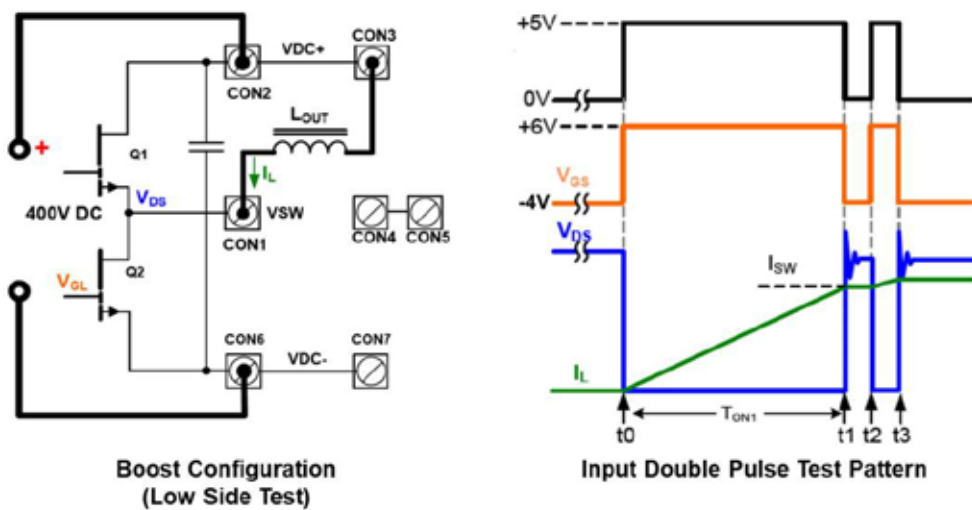 CON2
VDC+
CON3
+
Q1
LOUT
IL
400V DC
VDS
CON1
VSW
CON4
CON5
VGL
Q2
CON6
VDC-
CON7
Boost Configuration
(Low Side Test)
+5V
0V
+6V
VGS
-4V
VDS
ISW
IL
TON1
t0
t1
t2
t3
Input Double Pulse Test Pattern